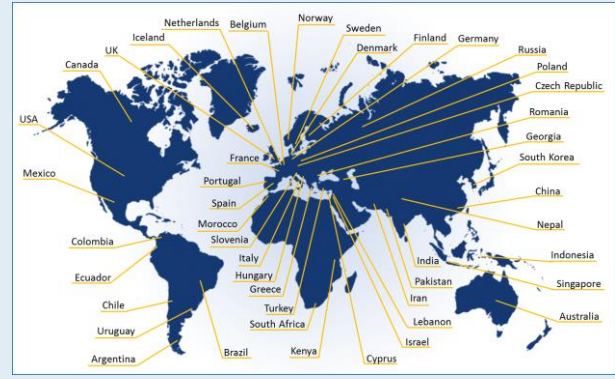 Norway
Netherlands
Belgium
Sweden
Iceland
Finland
Germany
UK
Denmark
Russia
Canada
Poland
Czech Republic
USA
Romania
Georgia
France
South Korea
Mexico
Portugal
China
Spain
Morocco
Nepal
Colombia
Slovenia
Italy
India
Indonesia
Ecuador
Hungary
Pakistan
Singapore
Greece
Iran
Chile
Turkey
Lebanon
Australia
Uruguay
South Africa
Israel
Argentina
Brazil
Kenya
Cyprus